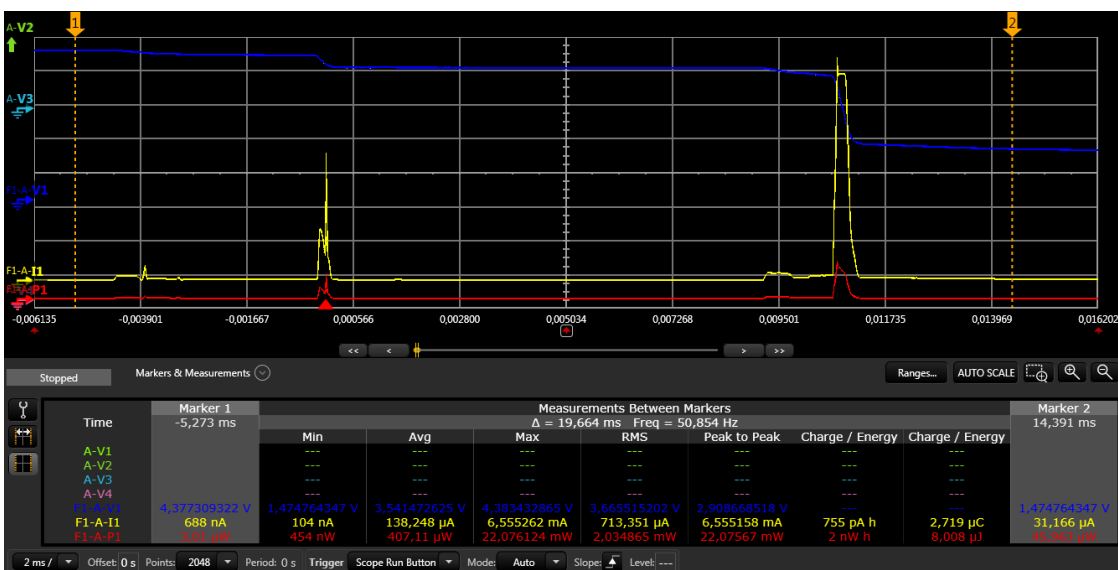 A-V2
1
2
A-V3
F1-A-V1
F1-A-I1
F1-A-P1
-0,006135 -0,003901 -0,001667 0,000566 0,002800 0,005034 0,007268 0,009501 0,011735 0,013969 0,016202
<< < > >>
Stopped Markers & Measurements Ranges... AUTO SCALE
Marker 1 Measurements Between Markers Marker 2
Time -5,273 ms Δ = 19,664 ms Freq = 50,854 Hz 14,391 ms
Min Avg Max RMS Peak to Peak Charge / Energy Charge / Energy
A-V1 --- --- --- --- --- --- ---
A-V2 --- --- --- --- --- --- ---
A-V3 --- --- --- --- --- --- ---
A-V4 --- --- --- --- --- --- ---
F1-A-V1 4,377309322 V 1,474764347 V 3,541472625 V 4,383432865 V 3,665515202 V 2,908668518 V --- --- 1,474764347 V
F1-A-I1 688 nA 104 nA 138,248 µA 6,555262 mA 713,351 µA 6,555158 mA 755 pA h 2,719 µC 31,166 µA
F1-A-P1 454 nW 407,11 µW 22,076124 mW 2,034865 mW 22,07567 mW 2 nW h 8,008 µJ
2 ms / Offset: 0 s Points: 2048 Period: 0 s Trigger Scope Run Button Mode: Auto Slope: Level: ---